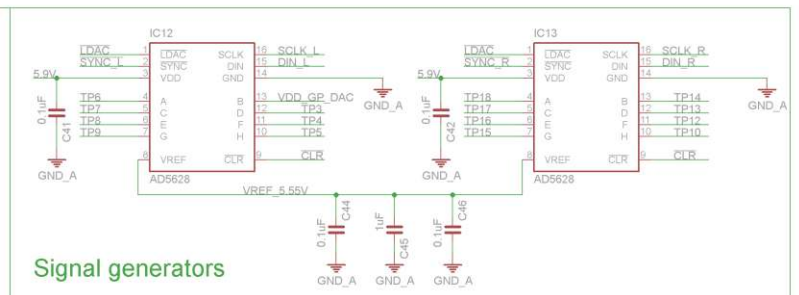 IC12
LDAC 1 LDAC SCLK 16 SCLK_L
SYNC_L 2 SYNC DIN 15 DIN_L
5.9V 3 VDD GND 14
GND_A
TP6 4 A B 13 VDD_GP_DAC
TP7 5 C D 12 TP3
TP8 6 E F 11 TP4
TP9 7 G H 10 TP5
8 VREF CLR 9 CLR
AD5628
0.1uF C41
GND_A
IC13
LDAC 1 LDAC SCLK 16 SCLK_R
SYNC_R 2 SYNC DIN 15 DIN_R
5.9V 3 VDD GND 14
GND_A
TP18 4 A B 13 TP14
TP17 5 C D 12 TP13
TP16 6 E F 11 TP12
TP15 7 G H 10 TP10
8 VREF CLR 9 CLR
AD5628
0.1uF C42
GND_A
VREF_5.55V
0.1uF C44
1uF C45
0.1uF C46
GND_A GND_A GND_A
Signal generators